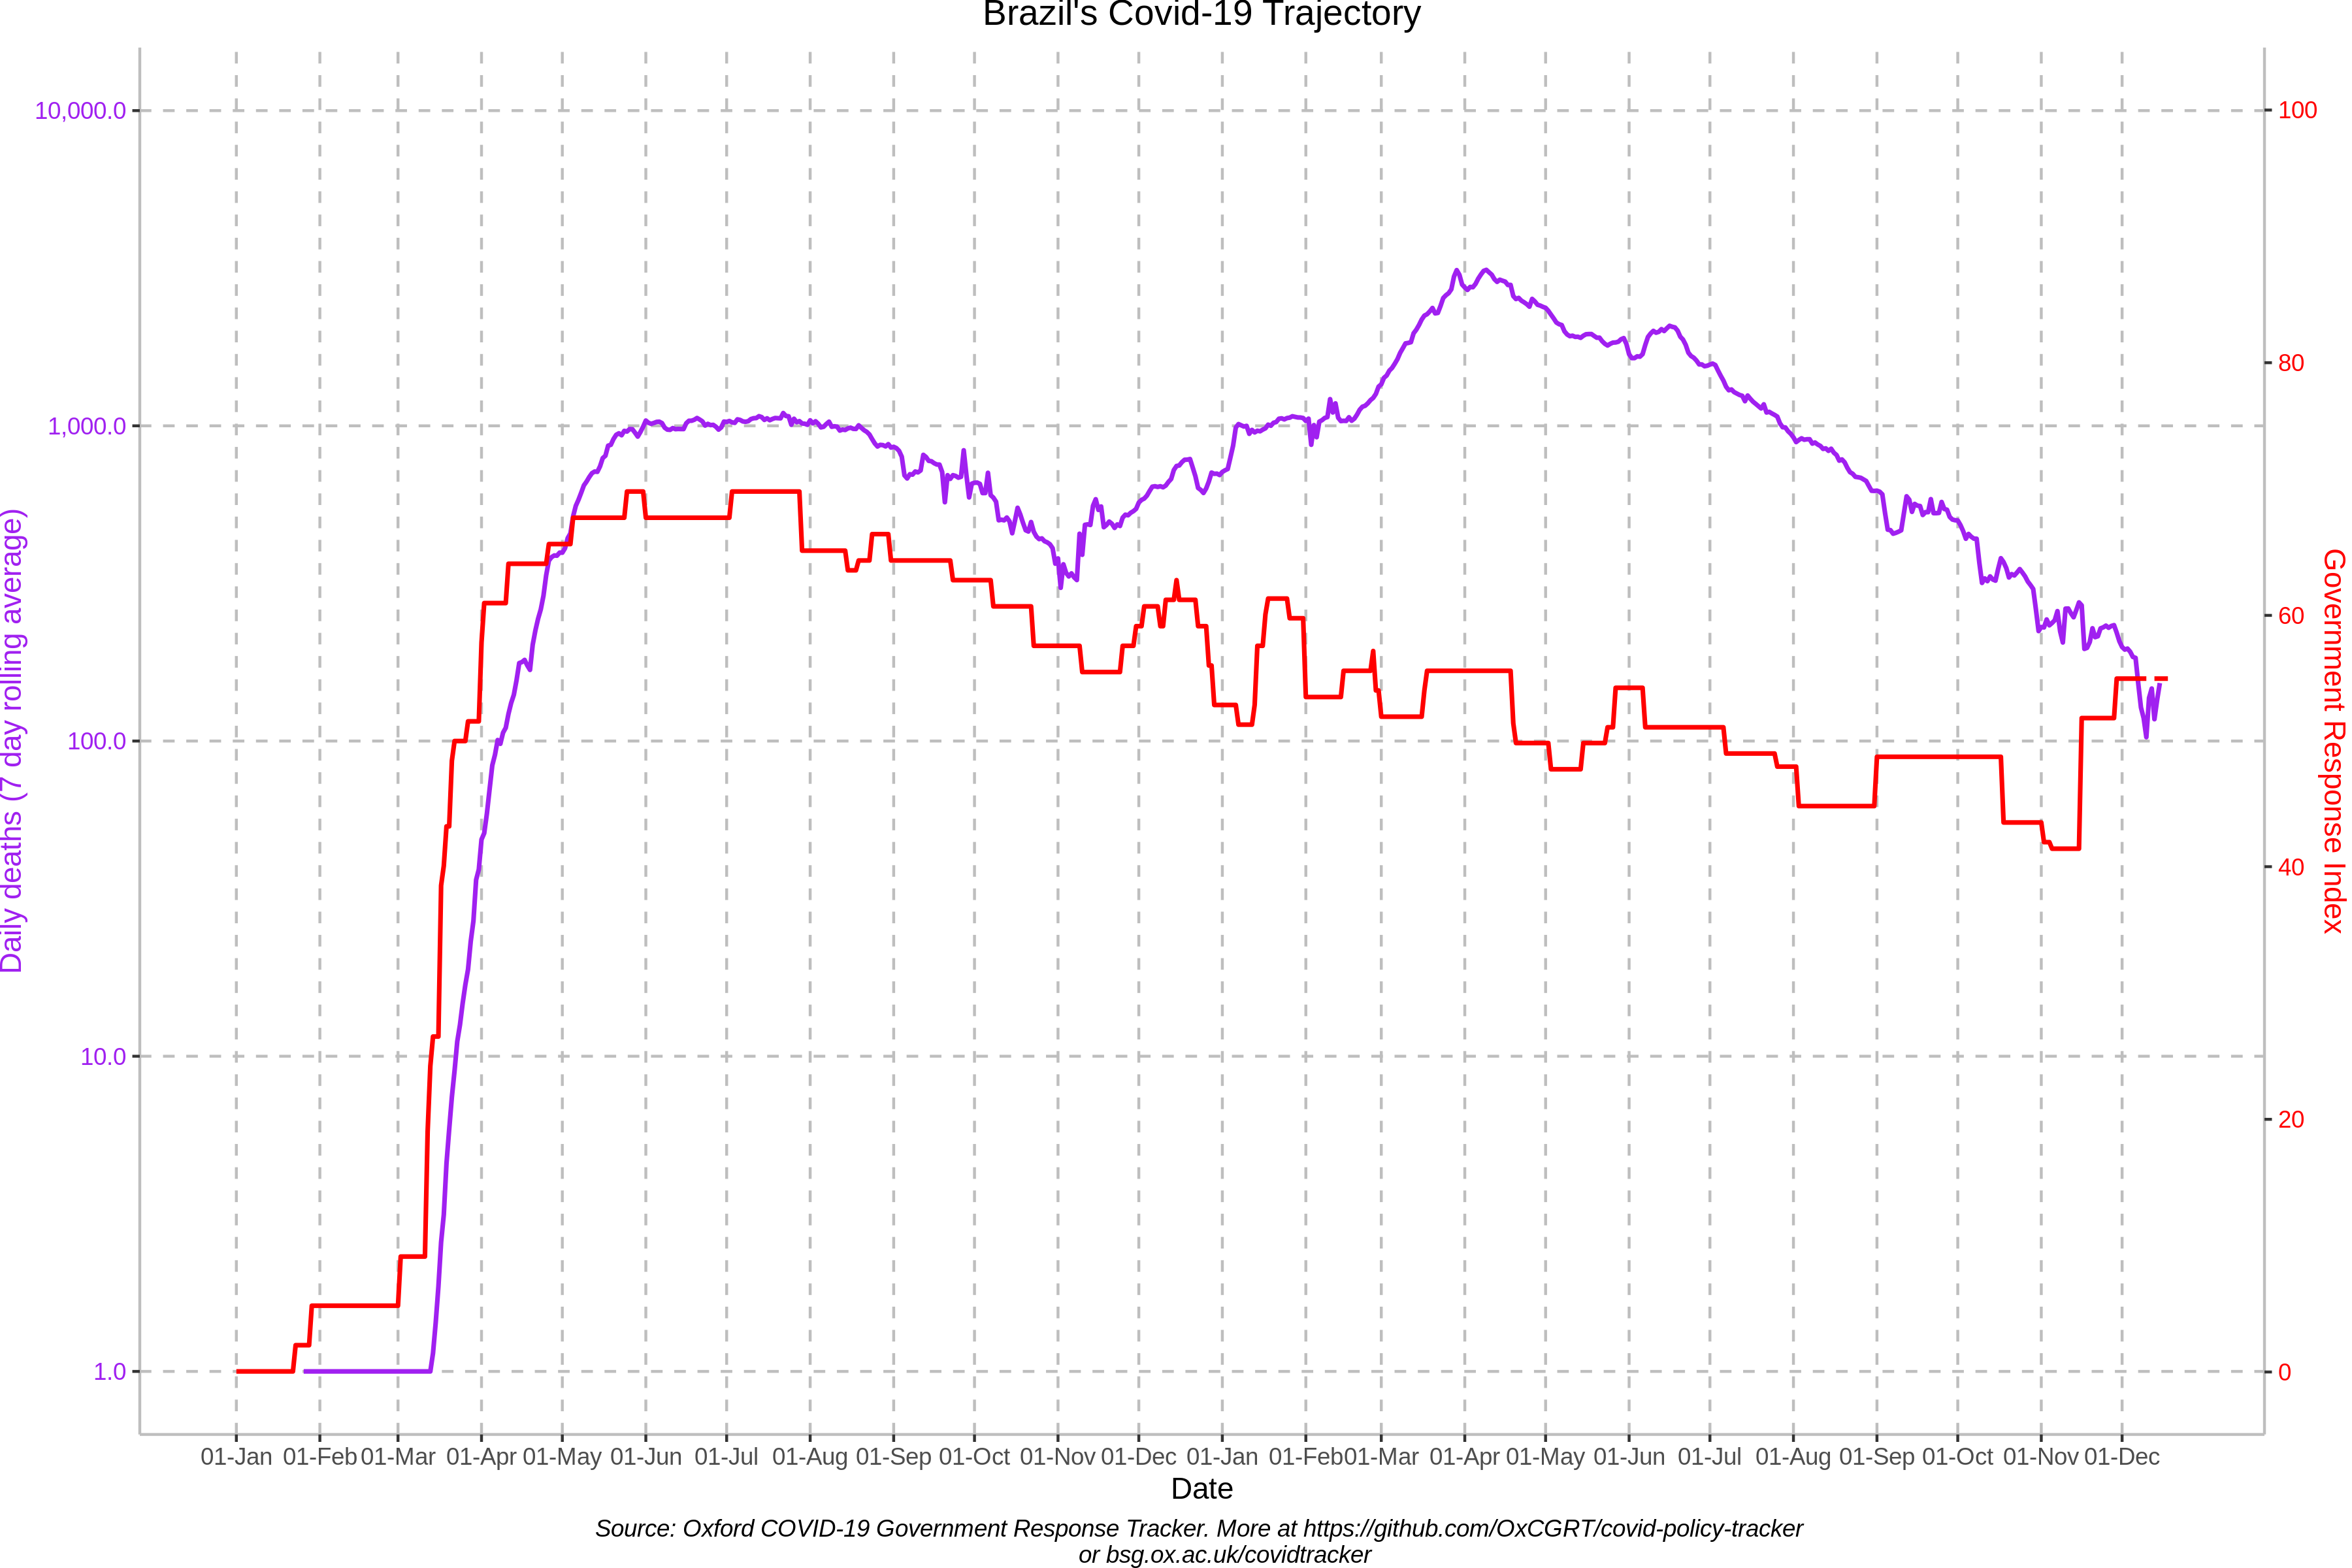 Brazil's Covid-19 Trajectory
10,000.0
1,000.0
100.0
10.0
1.0
Daily deaths (7 day rolling average)
100
80
60
40
20
0
Government Response Index
01-Jan 01-Feb 01-Mar 01-Apr 01-May 01-Jun 01-Jul 01-Aug 01-Sep 01-Oct 01-Nov 01-Dec 01-Jan 01-Feb 01-Mar 01-Apr 01-May 01-Jun 01-Jul 01-Aug 01-Sep 01-Oct 01-Nov 01-Dec
Date
Source: Oxford COVID-19 Government Response Tracker. More at https://github.com/OxCGRT/covid-policy-tracker
or bsg.ox.ac.uk/covidtracker